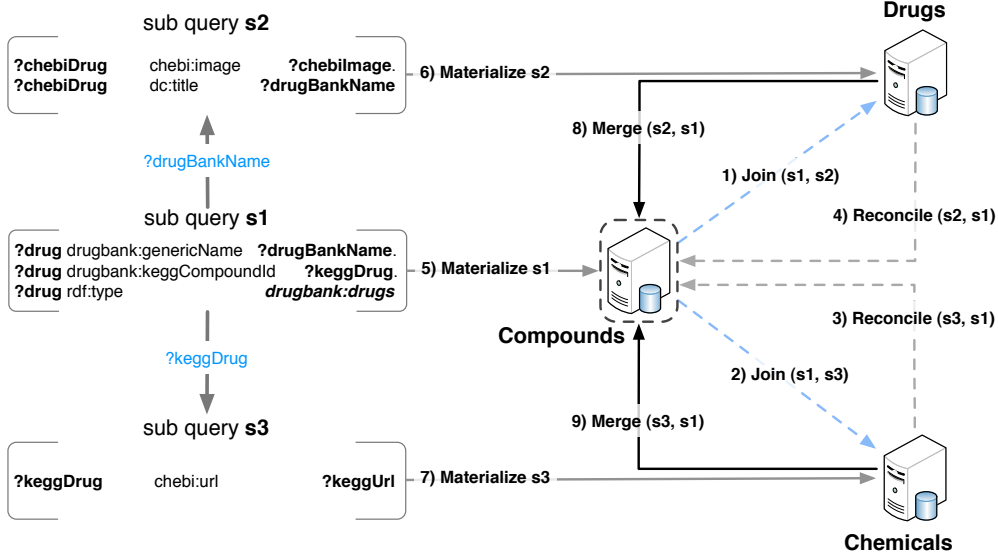 Drugs
sub query s2
?chebiDrug chebi:image ?chebiImage.
?chebiDrug dc:title ?drugBankName
6) Materialize s2
8) Merge (s2, s1)
?drugBankName
1) Join (s1, s2)
sub query s1
4) Reconcile (s2, s1)
?drug drugbank:genericName ?drugBankName.
?drug drugbank:keggCompoundId ?keggDrug.
?drug rdf:type drugbank:drugs
5) Materialize s1
3) Reconcile (s3, s1)
Compounds
?keggDrug
2) Join (s1, s3)
9) Merge (s3, s1)
sub query s3
?keggDrug chebi:url ?keggUrl
7) Materialize s3
Chemicals